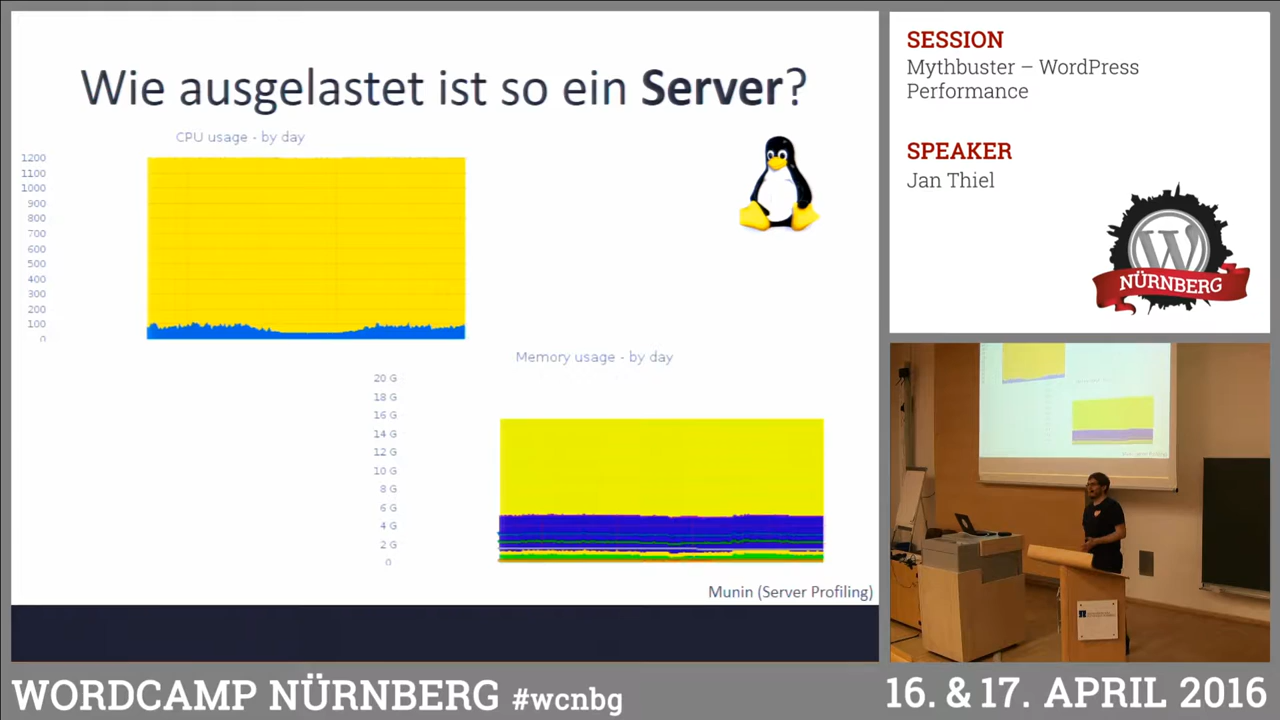 Wie ausgelastet ist so ein Server?
CPU usage - by day
1200
1100
1000
900
800
700
600
500
400
300
200
100
0
Memory usage - by day
20 G
18 G
16 G
14 G
12 G
10 G
8 G
6 G
4 G
2 G
0
Munin (Server Profiling)
SESSION
Mythbuster – WordPress
Performance
SPEAKER
Jan Thiel
W
NÜRNBERG
WORDCAMP NÜRNBERG #wcnbg
16. & 17. APRIL 2016